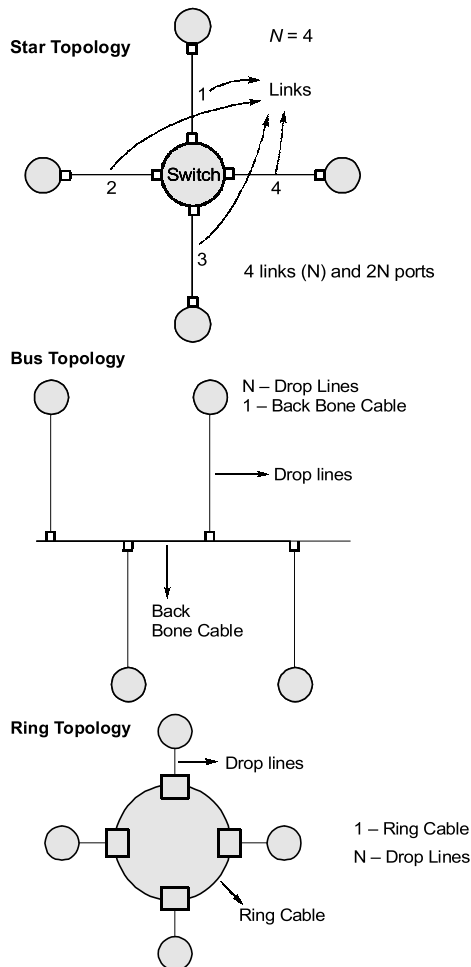 Star Topology
N = 4
1
Links
Switch
2
4
3
4 links (N) and 2N ports
Bus Topology
N – Drop Lines
1 – Back Bone Cable
Drop lines
Back
Bone Cable
Ring Topology
Drop lines
1 – Ring Cable
N – Drop Lines
Ring Cable